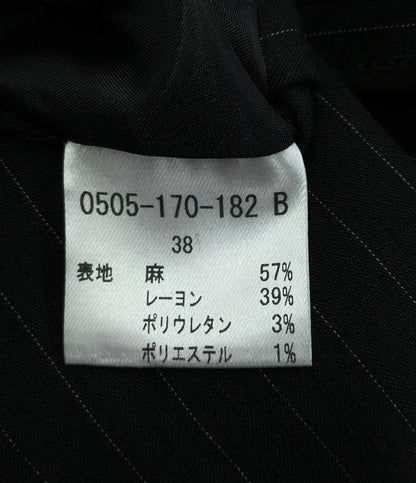 0505-170-182 B
38
表地 麻 57%
レーヨン 39%
ポリウレタン 3%
ポリエステル 1%